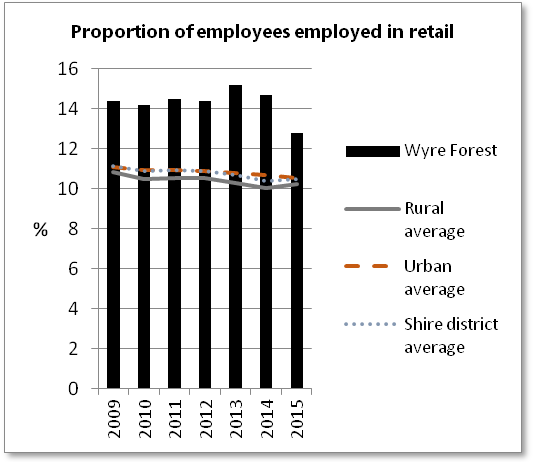 Proportion of employees employed in retail
16
14
12
10
8
6
4
2
0
%
2009
2010
2011
2012
2013
2014
2015
Wyre Forest
Rural
average
Urban
average
Shire district
average